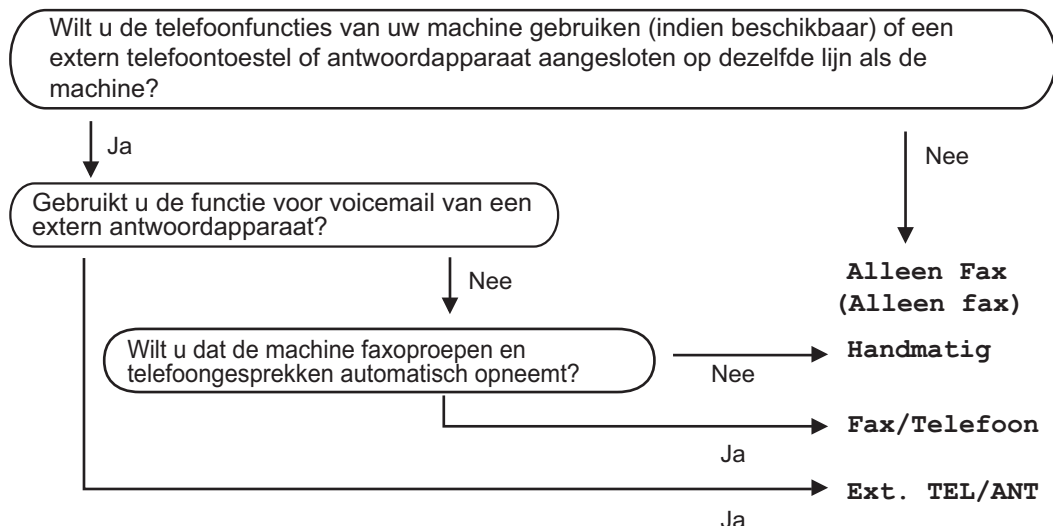 Wilt u de telefoonfuncties van uw machine gebruiken (indien beschikbaar) of een
extern telefoontoestel of antwoordapparaat aangesloten op dezelfde lijn als de
machine?
Ja
Nee
Gebruikt u de functie voor voicemail van een
extern antwoordapparaat?
Nee
Alleen Fax
(Alleen fax)
Wilt u dat de machine faxoproepen en
telefoongesprekken automatisch opneemt?
Nee
Handmatig
Ja
Fax/Telefoon
Ja
Ext. TEL/ANT